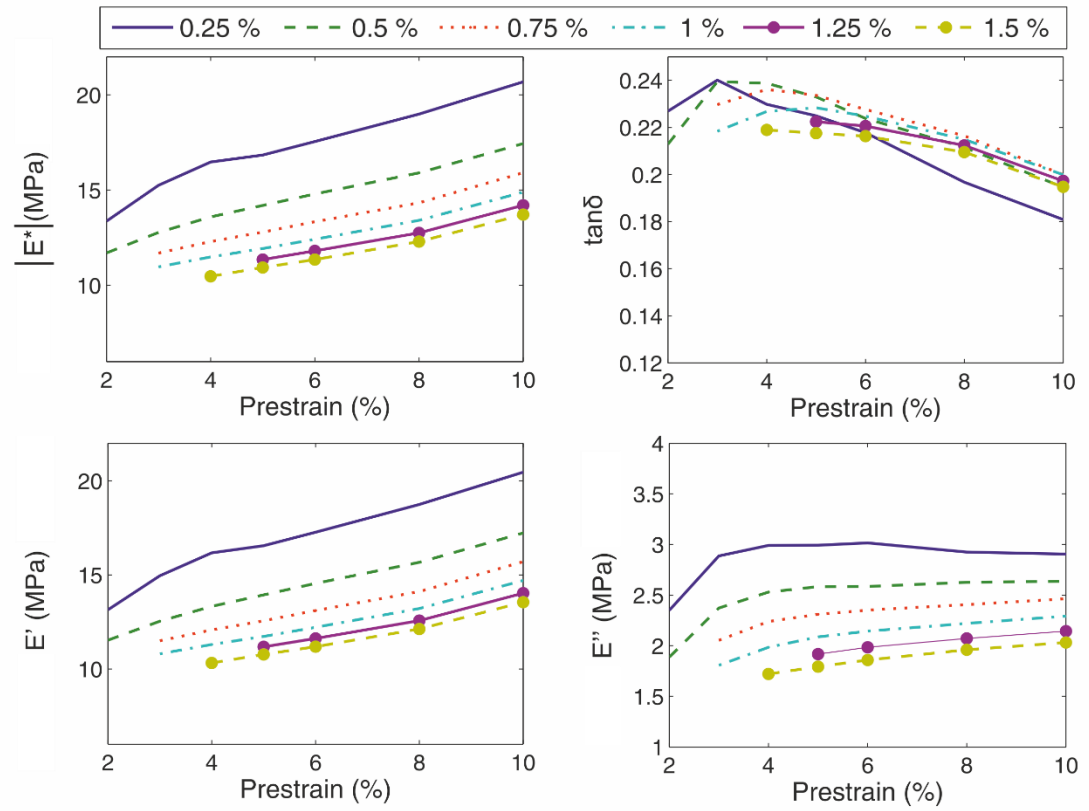 0.25 % 0.5 % 0.75 % 1 % 1.25 % 1.5 %
|E*|(MPa)
20
15
10
2 4 6 8 10
Prestrain (%)
tanδ
0.24
0.22
0.2
0.18
0.16
0.14
0.12
2 4 6 8 10
Prestrain (%)
E' (MPa)
20
15
10
2 4 6 8 10
Prestrain (%)
E'' (MPa)
4
3.5
3
2.5
2
1.5
1
2 4 6 8 10
Prestrain (%)